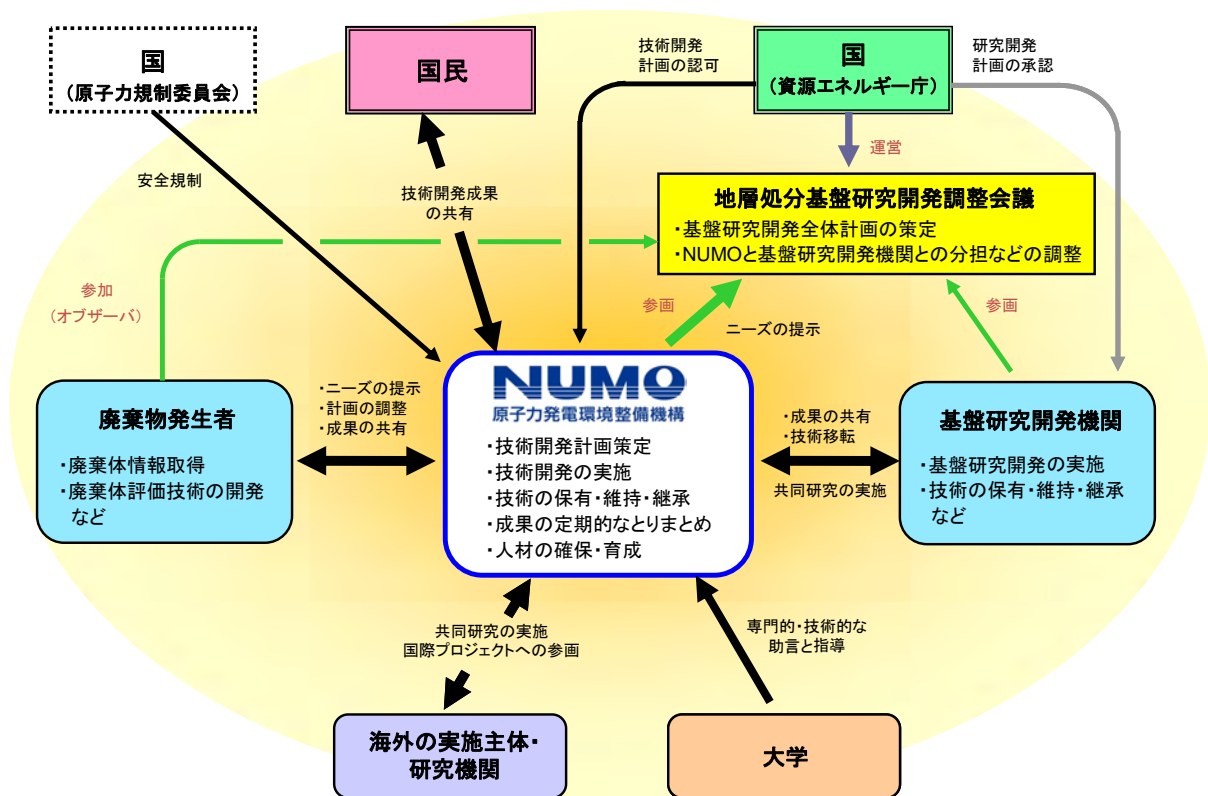 国
（原子力規制委員会）
国民
技術開発
計画の認可
国
（資源エネルギー庁）
研究開発
計画の承認
運営
安全規制
技術開発成果
の共有
地層処分基盤研究開発調整会議
・基盤研究開発全体計画の策定
・NUMOと基盤研究開発機関との分担などの調整
参加
（オブザーバ）
参画
ニーズの提示
参画
廃棄物発生者
・廃棄体情報取得
・廃棄体評価技術の開発
など
・ニーズの提示
・計画の調整
・成果の共有
NUMO
原子力発電環境整備機構
・技術開発計画策定
・技術開発の実施
・技術の保有・維持・継承
・成果の定期的なとりまとめ
・人材の確保・育成
・成果の共有
・技術移転
共同研究の実施
基盤研究開発機関
・基盤研究開発の実施
・技術の保有・維持・継承
など
共同研究の実施
国際プロジェクトへの参画
専門的・技術的な
助言と指導
海外の実施主体・
研究機関
大学